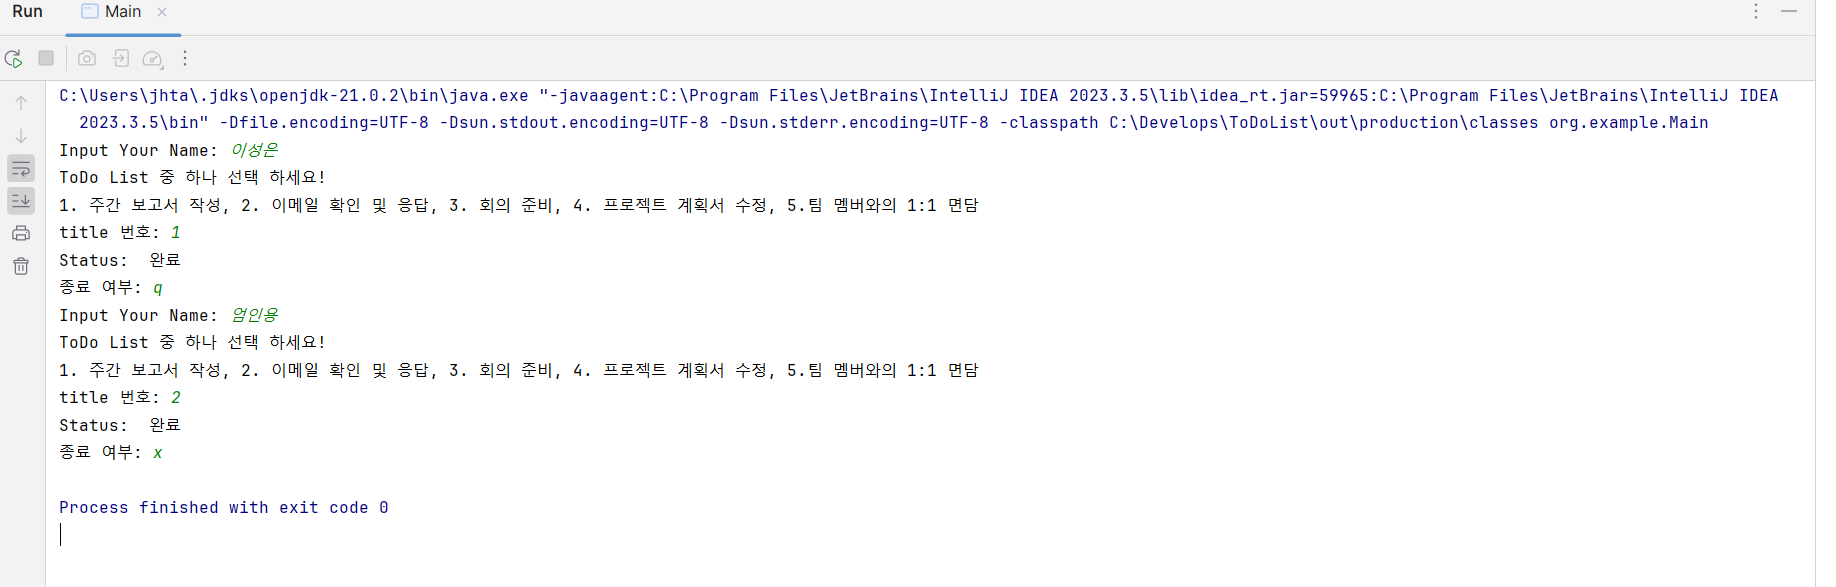 Run Main
C:\Users\jhta\.jdks\openjdk-21.0.2\bin\java.exe "-javaagent:C:\Program Files\JetBrains\IntelliJ IDEA 2023.3.5\lib\idea_rt.jar=59965:C:\Program Files\JetBrains\IntelliJ IDEA
2023.3.5\bin" -Dfile.encoding=UTF-8 -Dsun.stdout.encoding=UTF-8 -Dsun.stderr.encoding=UTF-8 -classpath C:\Develops\ToDoList\out\production\classes org.example.Main
Input Your Name: 이성은
ToDo List 중 하나 선택 하세요!
1. 주간 보고서 작성, 2. 이메일 확인 및 응답, 3. 회의 준비, 4. 프로젝트 계획서 수정, 5.팀 멤버와의 1:1 면담
title 번호: 1
Status:  완료
종료 여부: q
Input Your Name: 엄인용
ToDo List 중 하나 선택 하세요!
1. 주간 보고서 작성, 2. 이메일 확인 및 응답, 3. 회의 준비, 4. 프로젝트 계획서 수정, 5.팀 멤버와의 1:1 면담
title 번호: 2
Status:  완료
종료 여부: x
Process finished with exit code 0